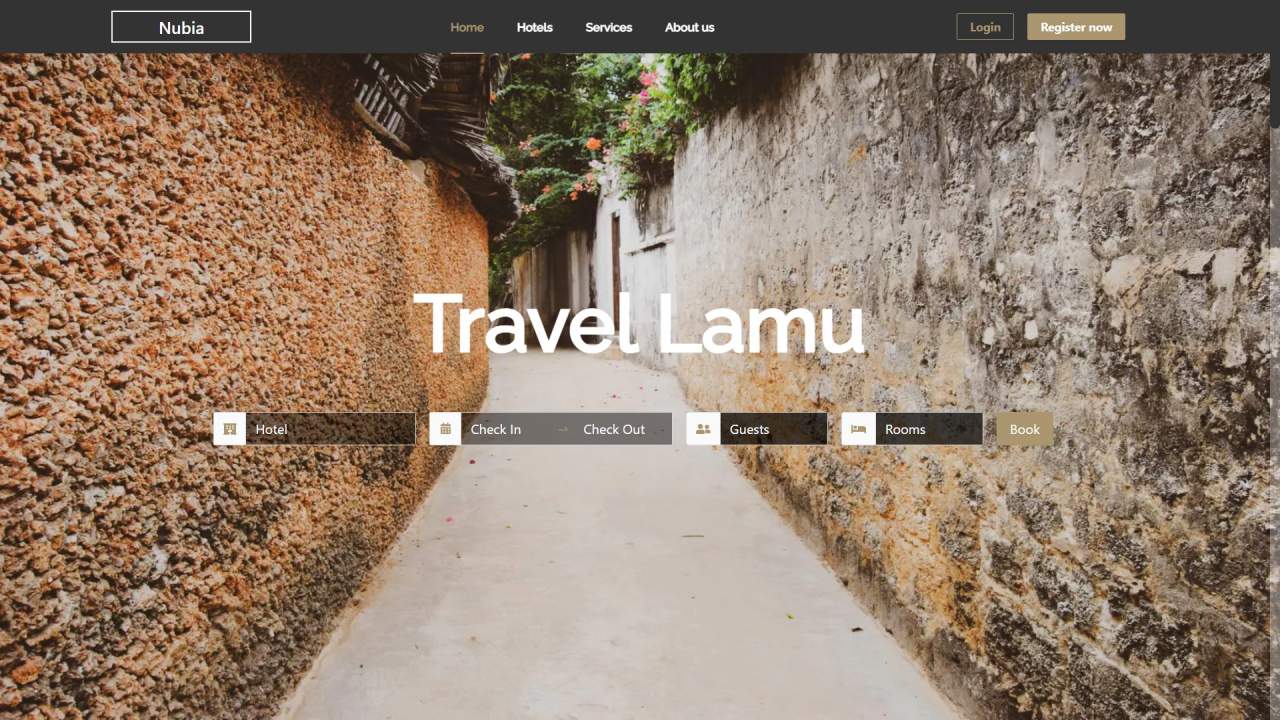 Nubia
Home Hotels Services About us
Login Register now
Travel Lamu
Hotel Check In Check Out Guests Rooms Book